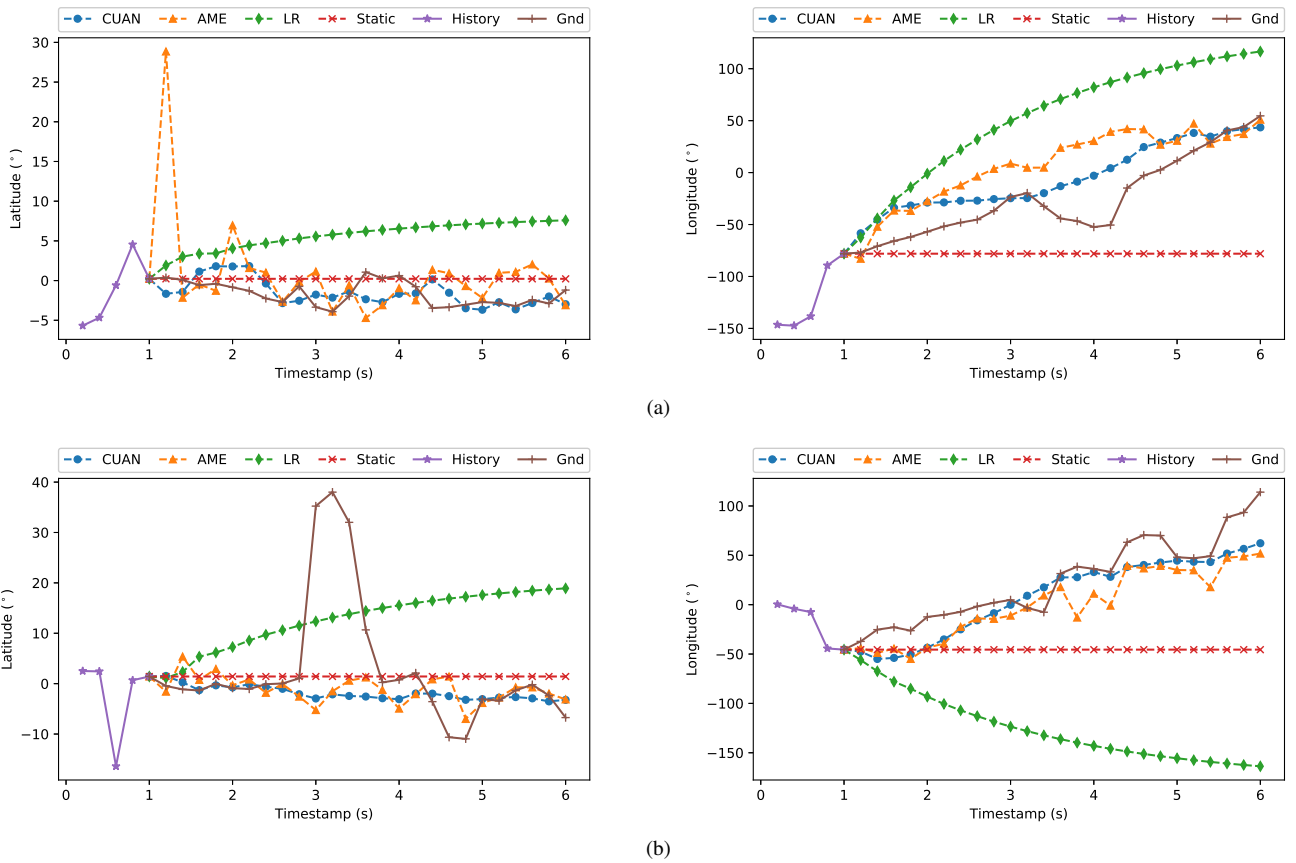 CUAN AME LR Static History Gnd
30
25
20
15
10
5
0
−5
Latitude (°)
0 1 2 3 4 5 6
Timestamp (s)
CUAN AME LR Static History Gnd
100
50
0
−50
−100
−150
Longitude (°)
0 1 2 3 4 5 6
Timestamp (s)
(a)
CUAN AME LR Static History Gnd
40
30
20
10
0
−10
Latitude (°)
0 1 2 3 4 5 6
Timestamp (s)
CUAN AME LR Static History Gnd
100
50
0
−50
−100
−150
Longitude (°)
0 1 2 3 4 5 6
Timestamp (s)
(b)